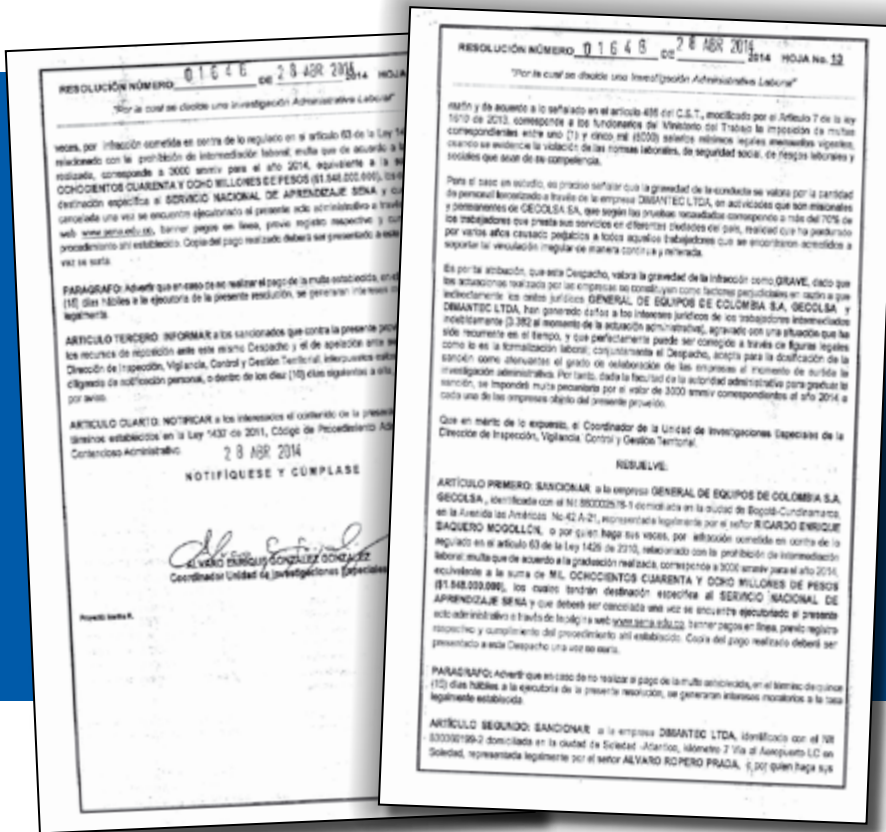 RESOLUCIÓN NÚMERO 01646 DE 28 ABR 2014 2014 HOJA
"Por la cual se decide una Investigación Administrativa Laboral"
veces, por infracción cometida en contra de lo regulado en el artículo 63 de la Ley 14
relacionado con la prohibición de intermediación laboral, multa que de acuerdo a l
realizada, corresponde a 3000 smmlv para el año 2014, equivalente a la su
OCHOCIENTOS CUARENTA Y OCHO MILLONES DE PESOS ($1.848.000.000), los c
destinación específica al SERVICIO NACIONAL DE APRENDIZAJE SENA y qu
cancelada una vez se encuentre ejecutoriado el presente acto administrativo a travé
web www.sena.edu.co, banner pagos en línea, previo registro respectivo y cum
procedimiento ahí establecido. Copia del pago realizado deberá ser presentado a este
vez se surta.
PARAGRAFO: Advertir que en caso de no realizar el pago de la multa establecida, en el
(15) días hábiles a la ejecutoria de la presente resolución, se generaran intereses m
legalmente.
ARTICULO TERCERO: INFORMAR a los sancionados que contra la presente prov
los recursos de reposición ante este mismo Despacho y el de apelación ante
Dirección de Inspección, Vigilancia, Control y Gestión Territorial, interpuestos
diligencia de notificación personal, o dentro de los diez (10) días siguientes a ella,
por aviso.
ARTICULO CUARTO: NOTIFICAR a los interesados el contenido de la presente
términos establecidos en la Ley 1437 de 2011, Código de Procedimiento Ad
Contencioso Administrativo.
28 ABR 2014
NOTIFÍQUESE Y CÚMPLASE
ALVARO ENRIQUE GONZALEZ GONZALEZ
Coordinador Unidad de Investigaciones Especiales
RESOLUCIÓN NÚMERO 01646 DE 28 ABR 2014 2014 HOJA No. 13
"Por la cual se decide una Investigación Administrativa Laboral"
razón y de acuerdo a lo señalado en el artículo 486 del C.S.T., modificado por el Artículo 7 de la ley
1610 de 2013, corresponde a los funcionarios del Ministerio del Trabajo la imposición de multas
correspondientes entre uno (1) y cinco mil (5000) salarios mínimos legales mensuales vigentes,
cuando se evidencie la violación de las normas laborales, de seguridad social, de riesgos laborales y
sociales que sean de su competencia.
Para el caso en estudio, es preciso señalar que la gravedad de la conducta se valora por la cantidad
de personal tercerizado a través de la empresa DIMANTEC LTDA, en actividades que son misionales
y permanentes de GECOLSA SA, que según las pruebas recaudadas corresponde a más del 70% de
los trabajadores que presta sus servicios en diferentes ciudades del país, realidad que ha perdurado
por varios años causado perjuicios a todos aquellos trabajadores que se encontraron sometidos a
soportar tal vinculación irregular de manera continua y reiterada.
Es por tal atribución, que este Despacho, valora la gravedad de la infracción como GRAVE, dado que
las actuaciones realizada por las empresas se constituyen como factores perjudiciales en razón a que
indirectamente los entes jurídicos GENERAL DE EQUIPOS DE COLOMBIA S.A, GECOLSA y
DIMANTEC LTDA, han generado daños a los intereses jurídicos de los trabajadores intermediados
indebidamente (3.382 al momento de la actuación administrativa), agravado con una situación que ha
sido recurrente en el tiempo, y que perfectamente puede ser corregido a través de figuras legales
como lo es la formalización laboral; conjuntamente el Despacho, acepta para la dosificación de la
sanción como atenuantes el grado de colaboración de las empresas al momento de surtida la
investigación administrativa. Por tanto, dada la facultad de la autoridad administrativa para graduar la
sanción, se impondrá multa pecuniaria por el valor de 3000 smmlv correspondientes al año 2014 a
cada una de las empresas objeto del presente proveído.
Que en mérito de lo expuesto, el Coordinador de la Unidad de Investigaciones Especiales de la
Dirección de Inspección, Vigilancia, Control y Gestión Territorial.
RESUELVE:
ARTÍCULO PRIMERO: SANCIONAR a la empresa GENERAL DE EQUIPOS DE COLOMBIA S.A.
GECOLSA, identificada con el Nit 860002576-1 domiciliada en la ciudad de Bogotá-Cundinamarca,
en la Avenida las Américas No 42 A-21, representada legalmente por el señor RICARDO ENRIQUE
BAQUERO MOGOLLÓN, o por quien haga sus veces, por infracción cometida en contra de lo
regulado en el artículo 63 de la Ley 1429 de 2010, relacionado con la prohibición de intermediación
laboral, multa que de acuerdo a la graduación realizada, corresponde a 3000 smmlv para el año 2014,
equivalente a la suma de MIL OCHOCIENTOS CUARENTA Y OCHO MILLONES DE PESOS
($1.848.000.000), los cuales tendrán destinación específica al SERVICIO NACIONAL DE
APRENDIZAJE SENA y que deberá ser cancelada una vez se encuentre ejecutoriado el presente
acto administrativo a través de la página web www.sena.edu.co, banner pagos en línea, previo registro
respectivo y cumplimiento del procedimiento ahí establecido. Copia del pago realizado deberá ser
presentado a este Despacho una vez se surta.
PARAGRAFO: Advertir que en caso de no realizar el pago de la multa establecida, en el término de quince
(15) días hábiles a la ejecutoria de la presente resolución, se generaran intereses moratorios a la tasa
legalmente establecida.
ARTÍCULO SEGUNDO: SANCIONAR a la empresa DIMANTEC LTDA, identificada con el Nit
domiciliada en la ciudad de Soledad -Atlantico, kilómetro 7 Vía al Aeropuerto LC en
Soledad, representada legalmente por el señor ALVARO ROPERO PRADA, o por quien haga sus